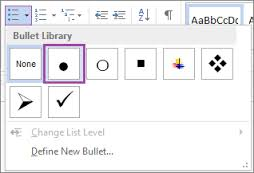 AaBbCcDc
Bullet Library
None
Change List Level
Define New Bullet...